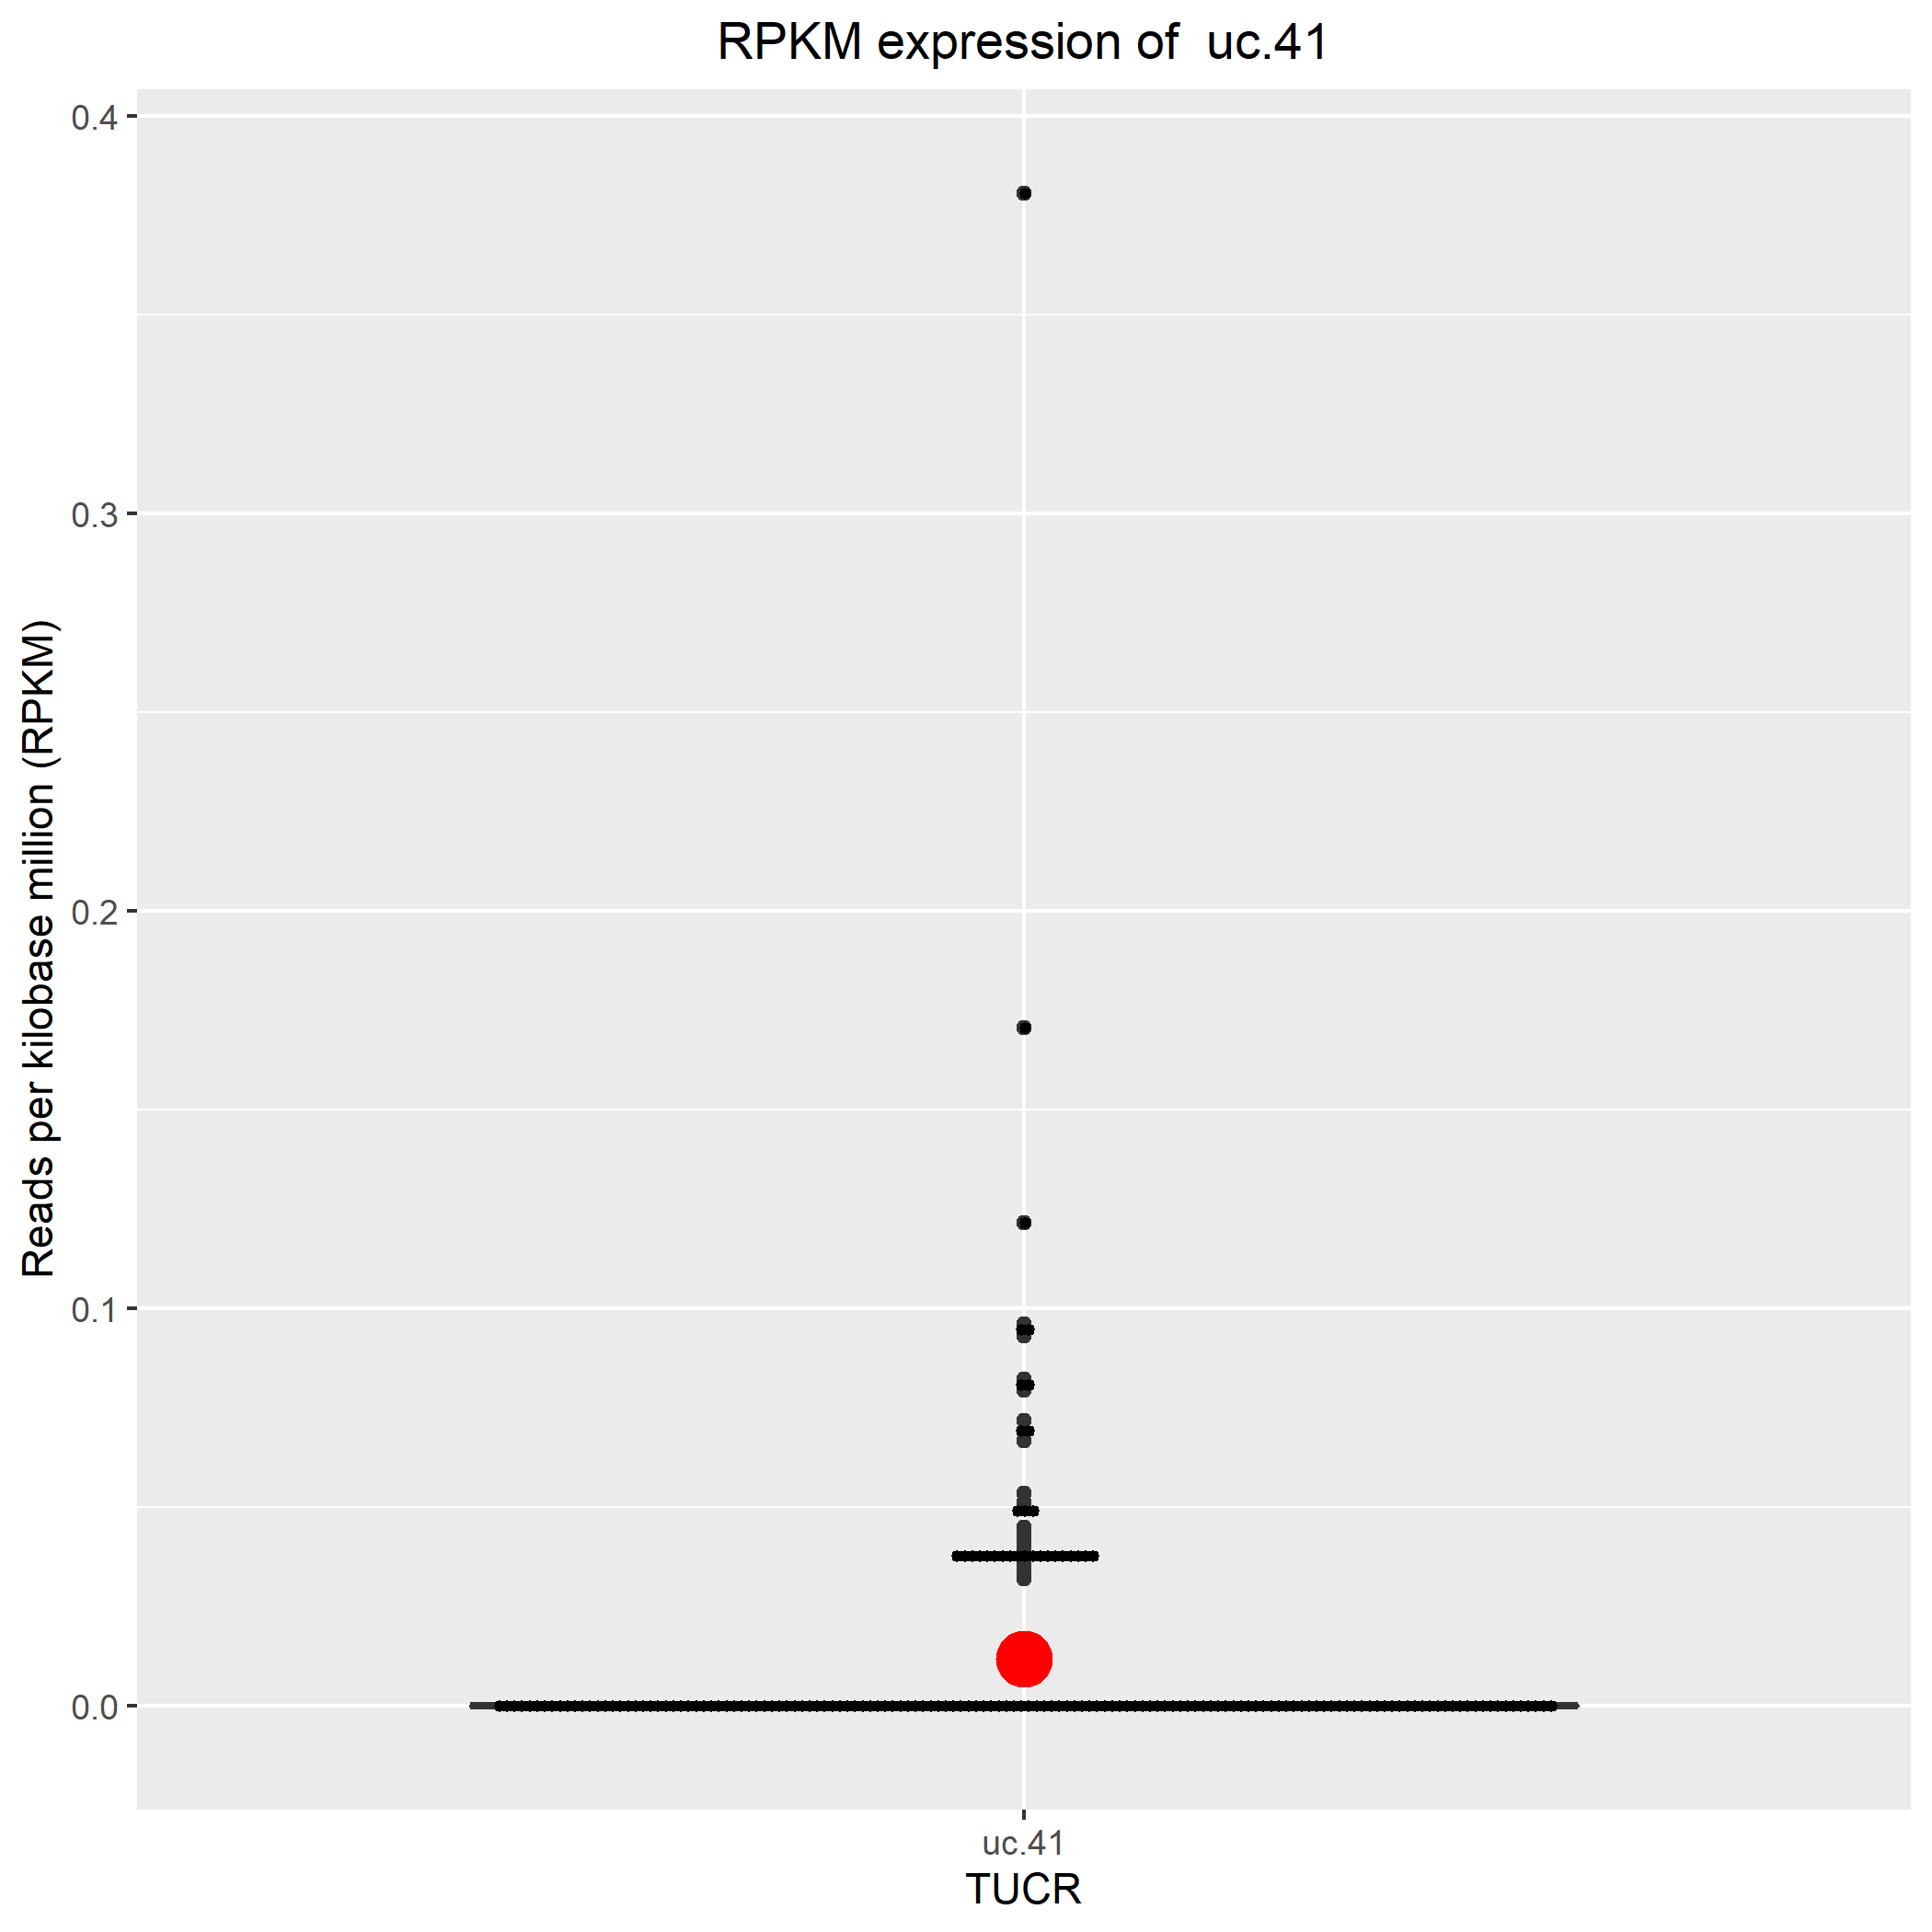 RPKM expression of  uc.41
Reads per kilobase million (RPKM)
0.4
0.3
0.2
0.1
0.0
uc.41
TUCR